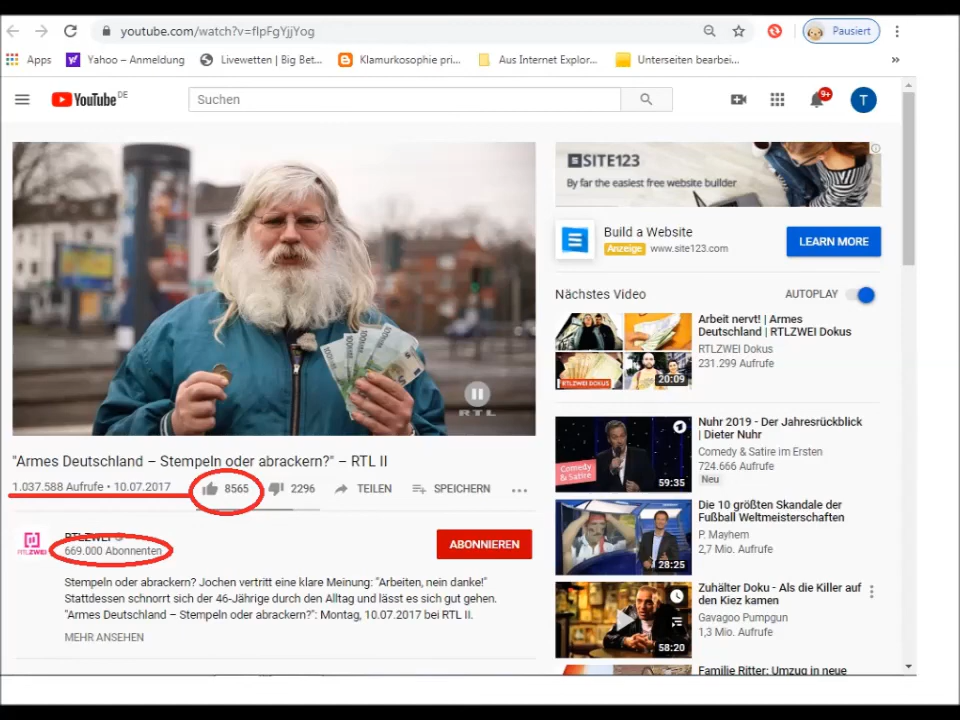 youtube.com/watch?v=flpFgYjjYog
Pausiert
Apps
Yahoo – Anmeldung
Livewetten | Big Bet...
Klamurkosophie pri...
Aus Internet Explor...
Unterseiten bearbei...
»
YouTube DE
Suchen
9+
T
SITE123
By far the easiest free website builder
Build a Website
Anzeige www.site123.com
LEARN MORE
Nächstes Video
AUTOPLAY
Arbeit nervt! | Armes
Deutschland | RTLZWEI Dokus
RTLZWEI Dokus
231.299 Aufrufe
RTLZWEI DOKUS
20:09
Nuhr 2019 - Der Jahresrückblick
| Dieter Nuhr
Comedy & Satire im Ersten
724.666 Aufrufe
Neu
Comedy
& Satire
59:35
Die 10 größten Skandale der
Fußball Weltmeisterschaften
P. Mayhem
2,7 Mio. Aufrufe
28:25
Zuhälter Doku - Als die Killer auf
den Kiez kamen
Gavagoo Pumpgun
1,3 Mio. Aufrufe
58:20
Familie Ritter: Umzug in neue
100
RTL
"Armes Deutschland – Stempeln oder abrackern?" – RTL II
1.037.588 Aufrufe • 10.07.2017
8565
2296
TEILEN
SPEICHERN
RTLZWEI
RTLZWEI
669.000 Abonnenten
ABONNIEREN
Stempeln oder abrackern? Jochen vertritt eine klare Meinung: "Arbeiten, nein danke!"
Stattdessen schnorrt sich der 46-Jährige durch den Alltag und lässt es sich gut gehen.
"Armes Deutschland – Stempeln oder abrackern?": Montag, 10.07.2017 bei RTL II.
MEHR ANSEHEN